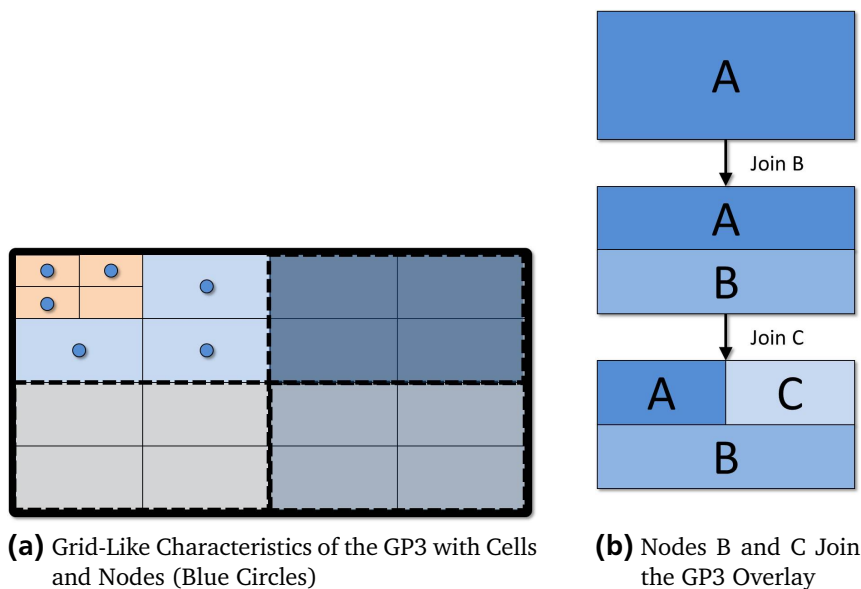 A
Join B
A
B
Join C
A C
B
(a) Grid-Like Characteristics of the GP3 with Cells
and Nodes (Blue Circles)
(b) Nodes B and C Join
the GP3 Overlay